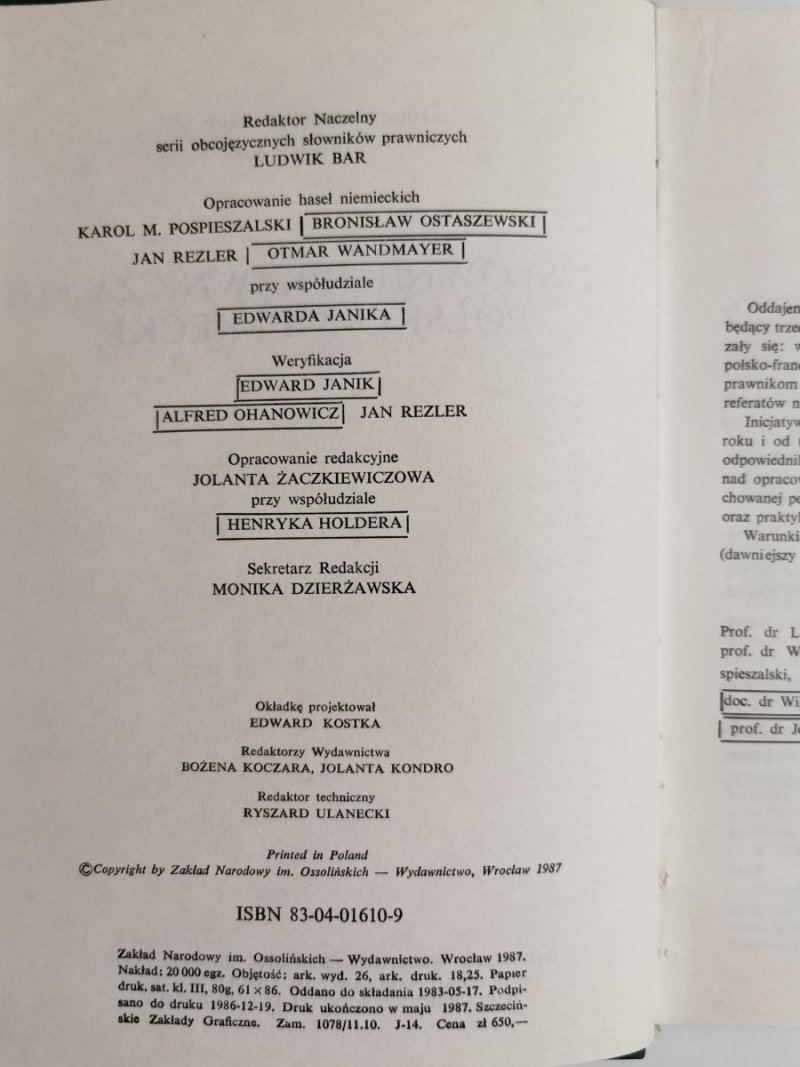 Redaktor Naczelny
serii obcojęzycznych słowników prawniczych
LUDWIK BAR
Opracowanie haseł niemieckich
KAROL M. POSPIESZALSKI BRONISŁAW OSTASZEWSKI
JAN REZLER OTMAR WANDMAYER
przy współudziale
EDWARDA JANIKA
Weryfikacja
EDWARD JANIK
ALFRED OHANOWICZ JAN REZLER
Opracowanie redakcyjne
JOLANTA ŻACZKIEWICZOWA
przy współudziale
HENRYKA HOLDERA
Sekretarz Redakcji
MONIKA DZIERŻAWSKA
Okładkę projektował
EDWARD KOSTKA
Redaktorzy Wydawnictwa
BOŻENA KOCZARA, JOLANTA KONDRO
Redaktor techniczny
RYSZARD ULANECKI
Printed in Poland
©Copyright by Zakład Narodowy im. Ossolińskich — Wydawnictwo, Wrocław 1987
ISBN 83-04-01610-9
Zakład Narodowy im. Ossolińskich — Wydawnictwo. Wrocław 1987.
Nakład: 20 000 egz. Objętość: ark. wyd. 26, ark. druk. 18,25. Papier
druk. sat. kl. III, 80g, 61 × 86. Oddano do składania 1983-05-17. Podpi-
sano do druku 1986-12-19. Druk ukończono w maju 1987. Szczeciń-
skie Zakłady Graficzne. Zam. 1078/11.10. J-14. Cena zł 650,—
Oddajem
będący trzec
zały się: w
polsko-franc
prawnikom
referatów n
Inicjatyw
roku i od
odpowiednik
nad opracow
chowanej pe
oraz prakty
Warunki
(dawniejszy
Prof. dr L
prof. dr W
spieszalski,
doc. dr Wi
prof. dr J